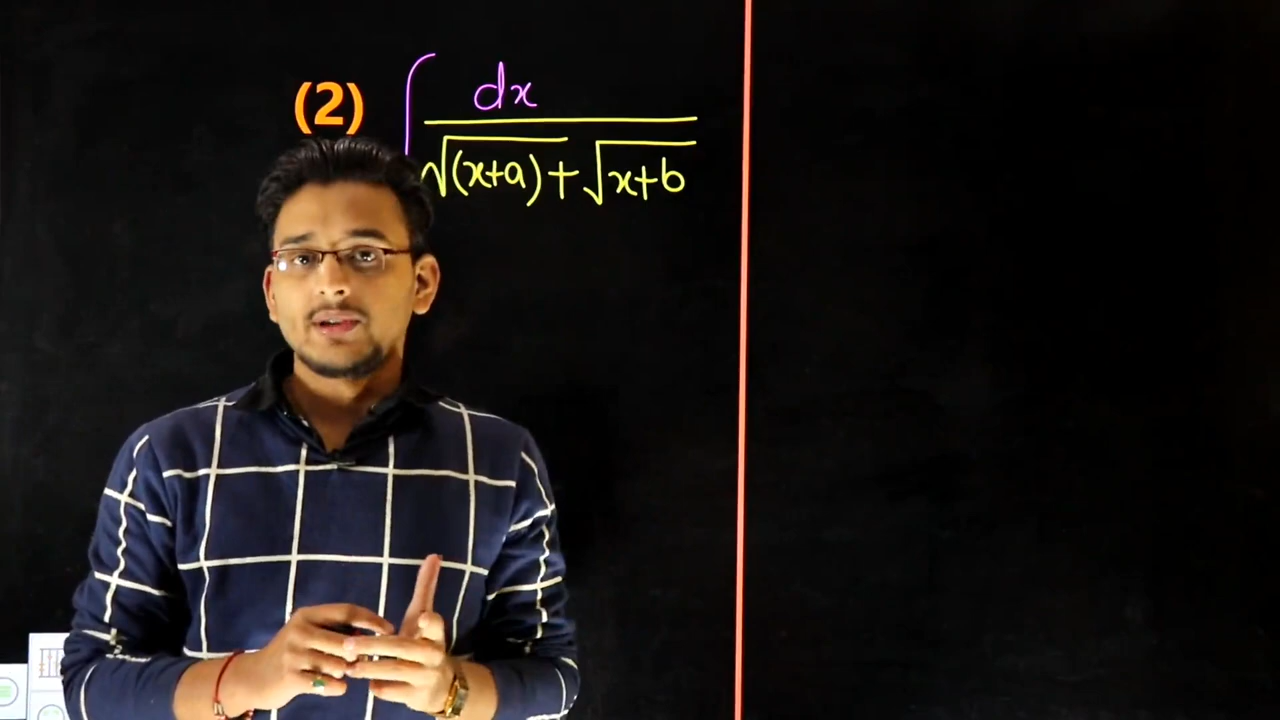 (2) ∫ dx
√(x+a) + √x+b